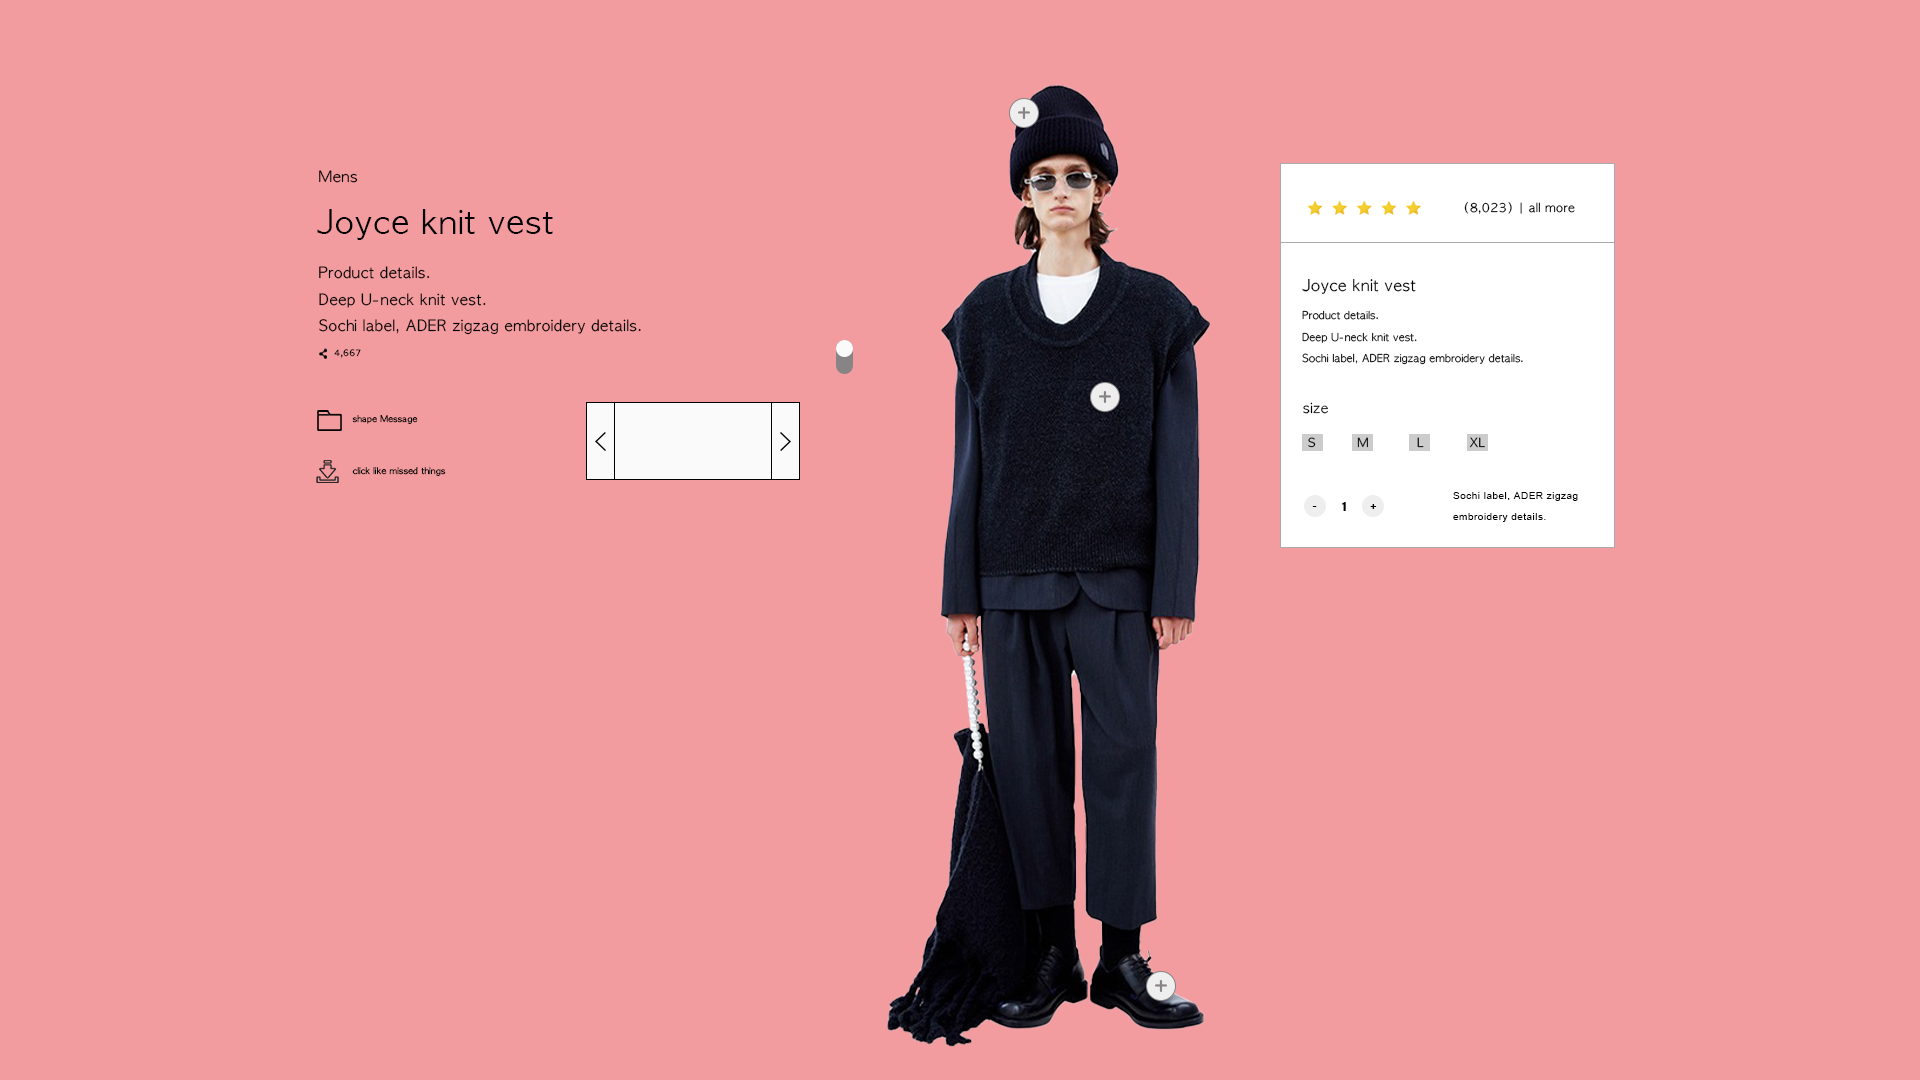 Mens
Joyce knit vest
Product details.
Deep U-neck knit vest.
Sochi label, ADER zigzag embroidery details.
4,667
shape Message
click like missed things
(8,023) | all more
Joyce knit vest
Product details.
Deep U-neck knit vest.
Sochi label, ADER zigzag embroidery details.
size
S M L XL
- 1 +
Sochi label, ADER zigzag
embroidery details.